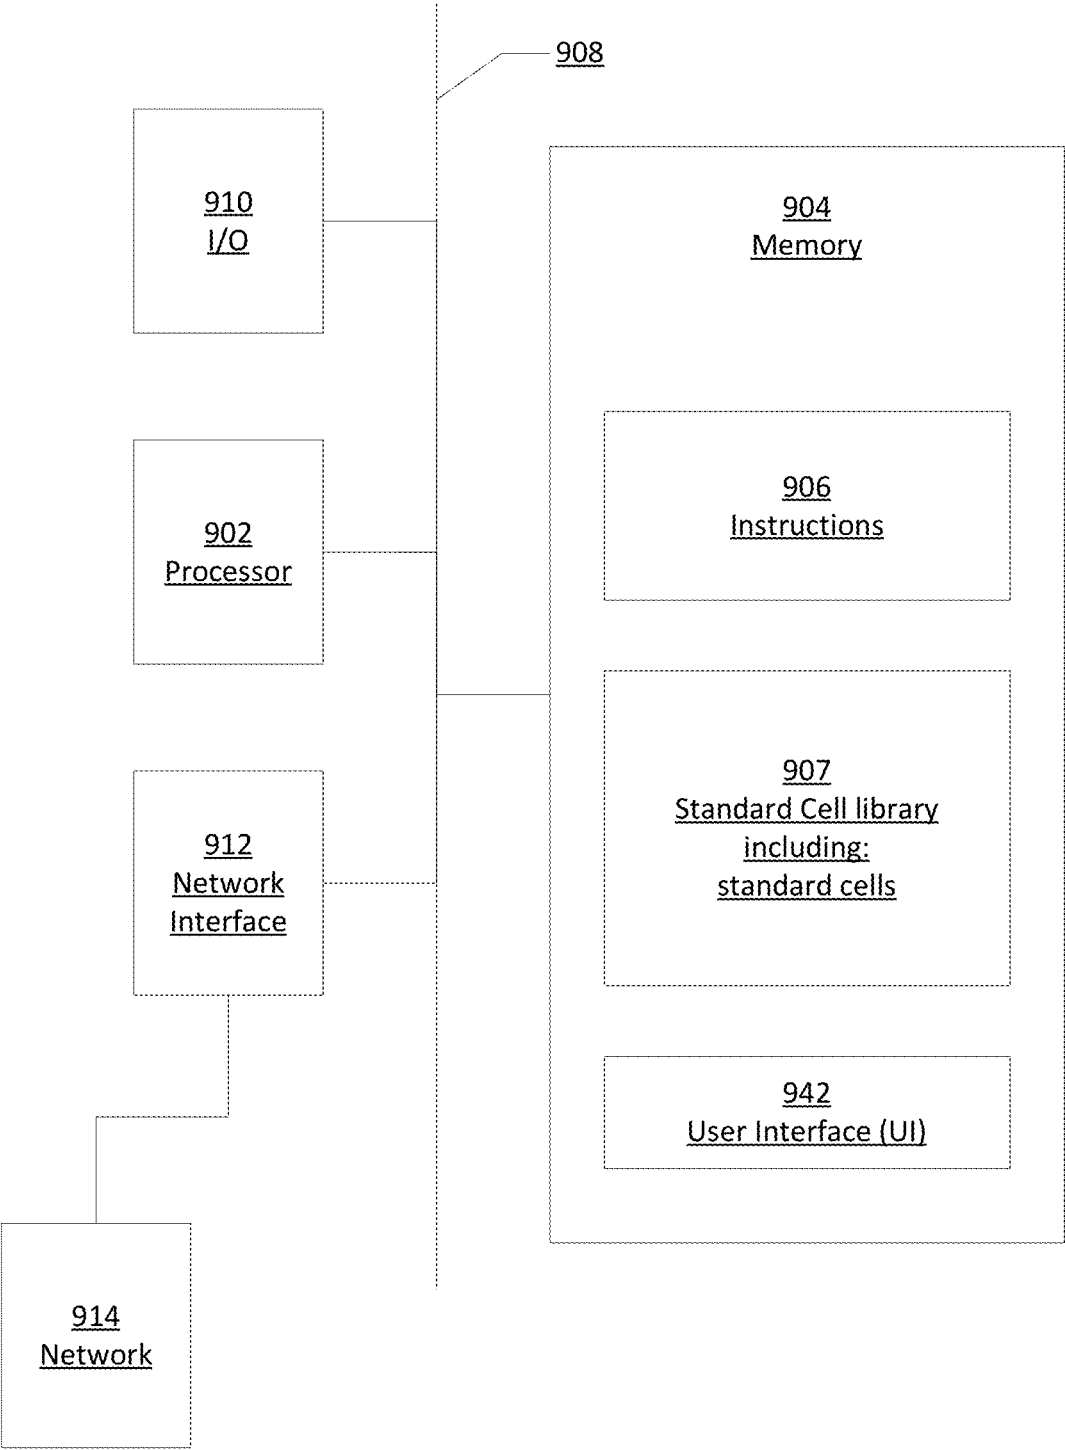 908
910
I/O
904
Memory
902
Processor
906
Instructions
912
Network
Interface
907
Standard Cell library
including:
standard cells
942
User Interface (UI)
914
Network